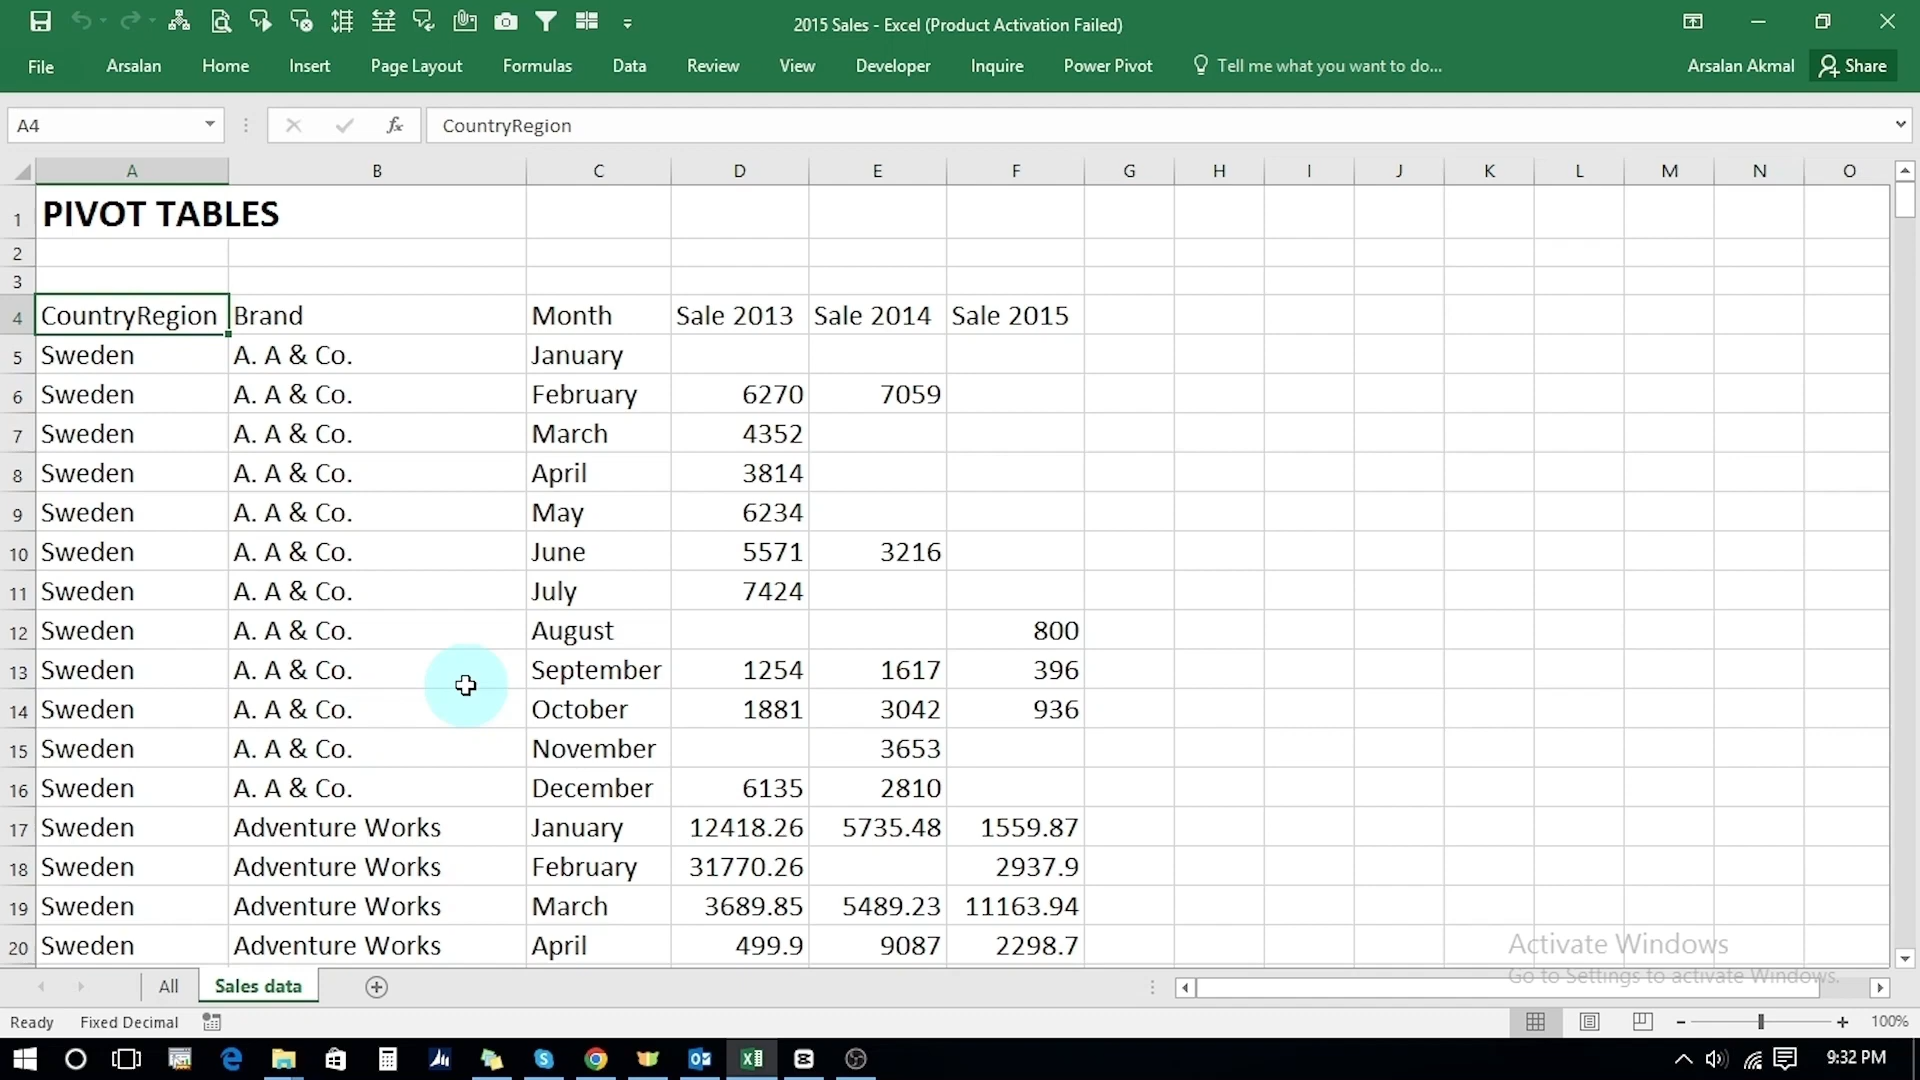 2015 Sales - Excel (Product Activation Failed)
File Arsalan Home Insert Page Layout Formulas Data Review View Developer Inquire Power Pivot Tell me what you want to do... Arsalan Akmal Share
A4 fx CountryRegion
A B C D E F G H I J K L M N O
1 PIVOT TABLES
2
3
4 CountryRegion Brand Month Sale 2013 Sale 2014 Sale 2015
5 Sweden A. A & Co. January
6 Sweden A. A & Co. February 6270 7059
7 Sweden A. A & Co. March 4352
8 Sweden A. A & Co. April 3814
9 Sweden A. A & Co. May 6234
10 Sweden A. A & Co. June 5571 3216
11 Sweden A. A & Co. July 7424
12 Sweden A. A & Co. August 800
13 Sweden A. A & Co. September 1254 1617 396
14 Sweden A. A & Co. October 1881 3042 936
15 Sweden A. A & Co. November 3653
16 Sweden A. A & Co. December 6135 2810
17 Sweden Adventure Works January 12418.26 5735.48 1559.87
18 Sweden Adventure Works February 31770.26 2937.9
19 Sweden Adventure Works March 3689.85 5489.23 11163.94
20 Sweden Adventure Works April 499.9 9087 2298.7
Activate Windows
Go to Settings to activate Windows.
All Sales data
Ready Fixed Decimal 100%
9:32 PM